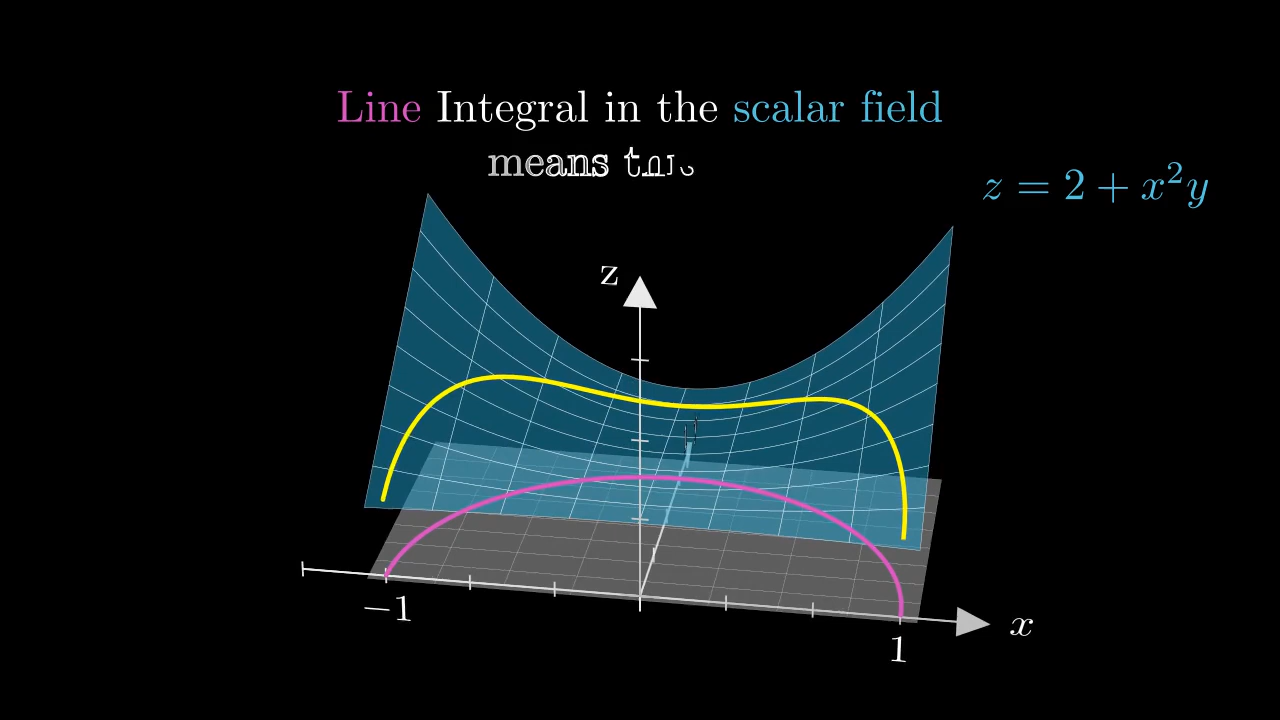 Line Integral in the scalar field
means
z = 2 + x²y
z
−1
x
1